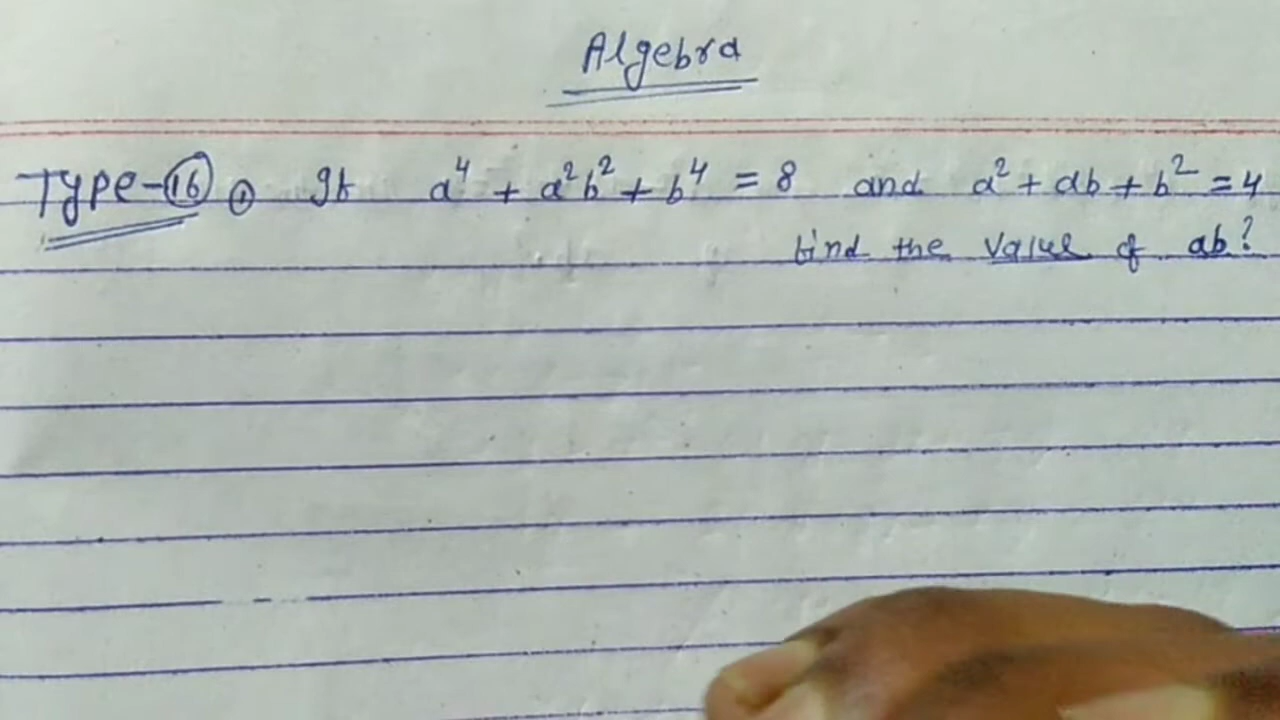 Algebra
Type-16 ① If a⁴ + a²b² + b⁴ = 8 and a² + ab + b² = 4
find the value of ab?